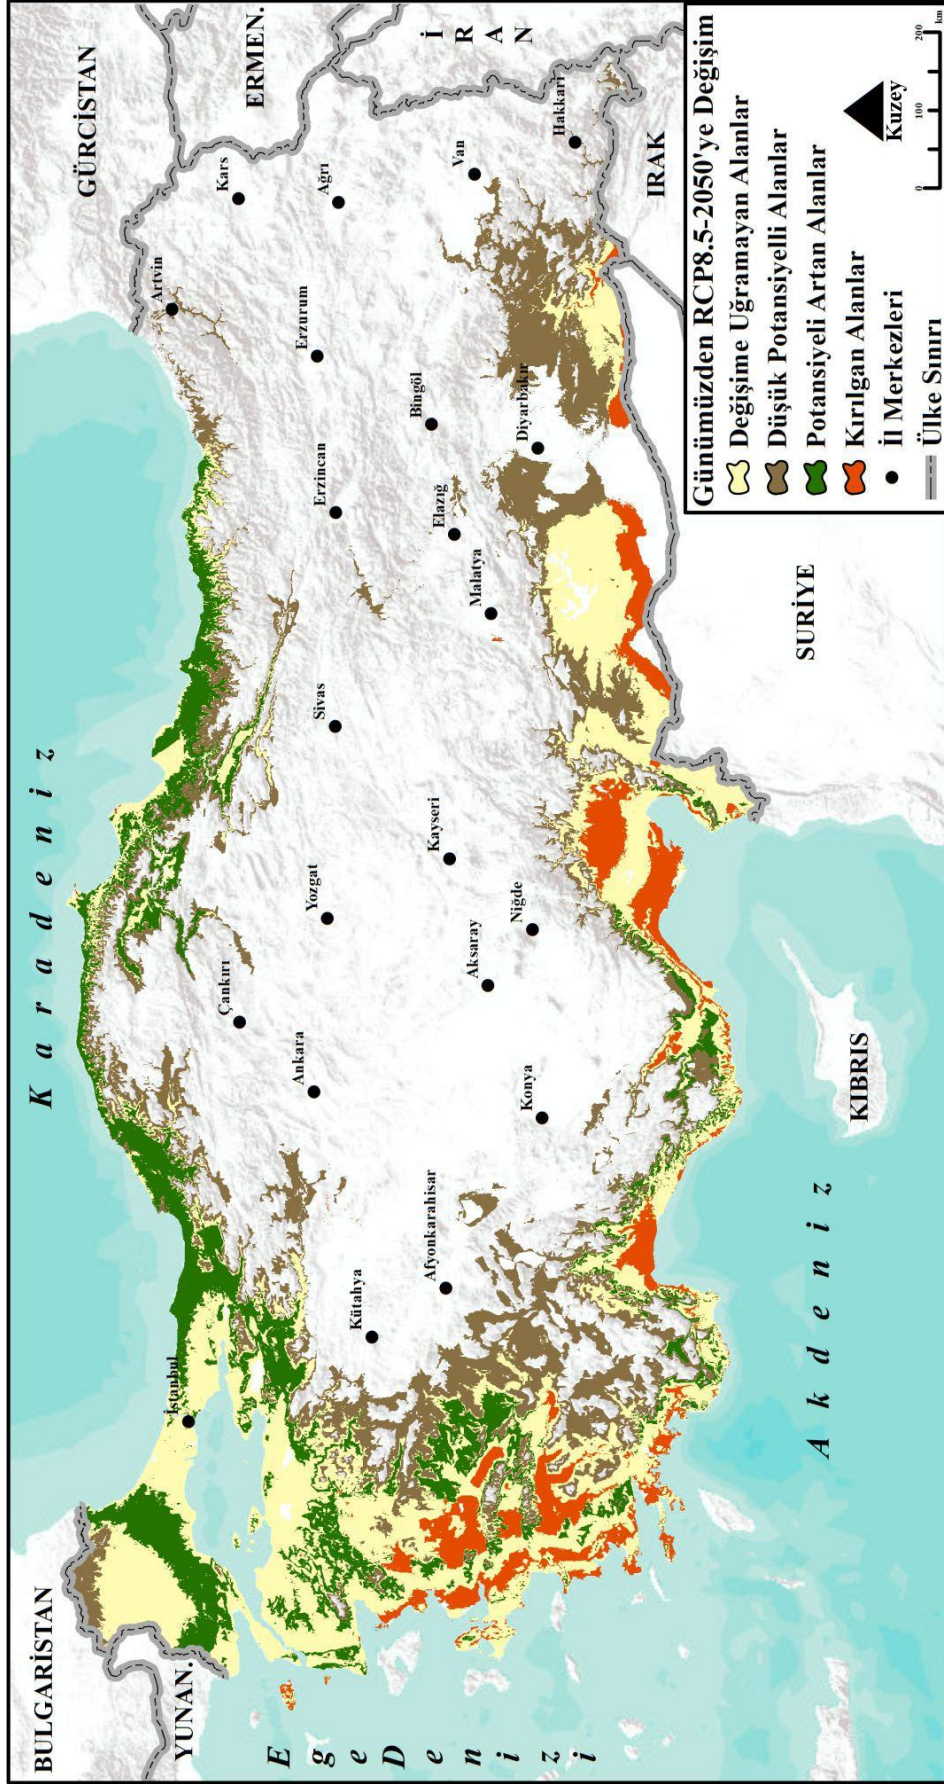 BULGARİSTAN
YUNAN.
GÜRCİSTAN
ERMEN.
İRAN
IRAK
SURİYE
KIBRIS
Karadeniz
Ege Denizi
Akdeniz
İstanbul
Kütahya
Afyonkarahisar
Ankara
Konya
Çankırı
Aksaray
Yozgat
Niğde
Kayseri
Sivas
Malatya
Elazığ
Erzincan
Diyarbakır
Bingöl
Erzurum
Artvin
Kars
Ağrı
Van
Hakkari
Günümüzden RCP8.5-2050'ye Değişim
Değişime Uğramayan Alanlar
Düşük Potansiyelli Alanlar
Potansiyeli Artan Alanlar
Kırılgan Alanlar
İl Merkezleri
Ülke Sınırı
Kuzey
0 100 200
km